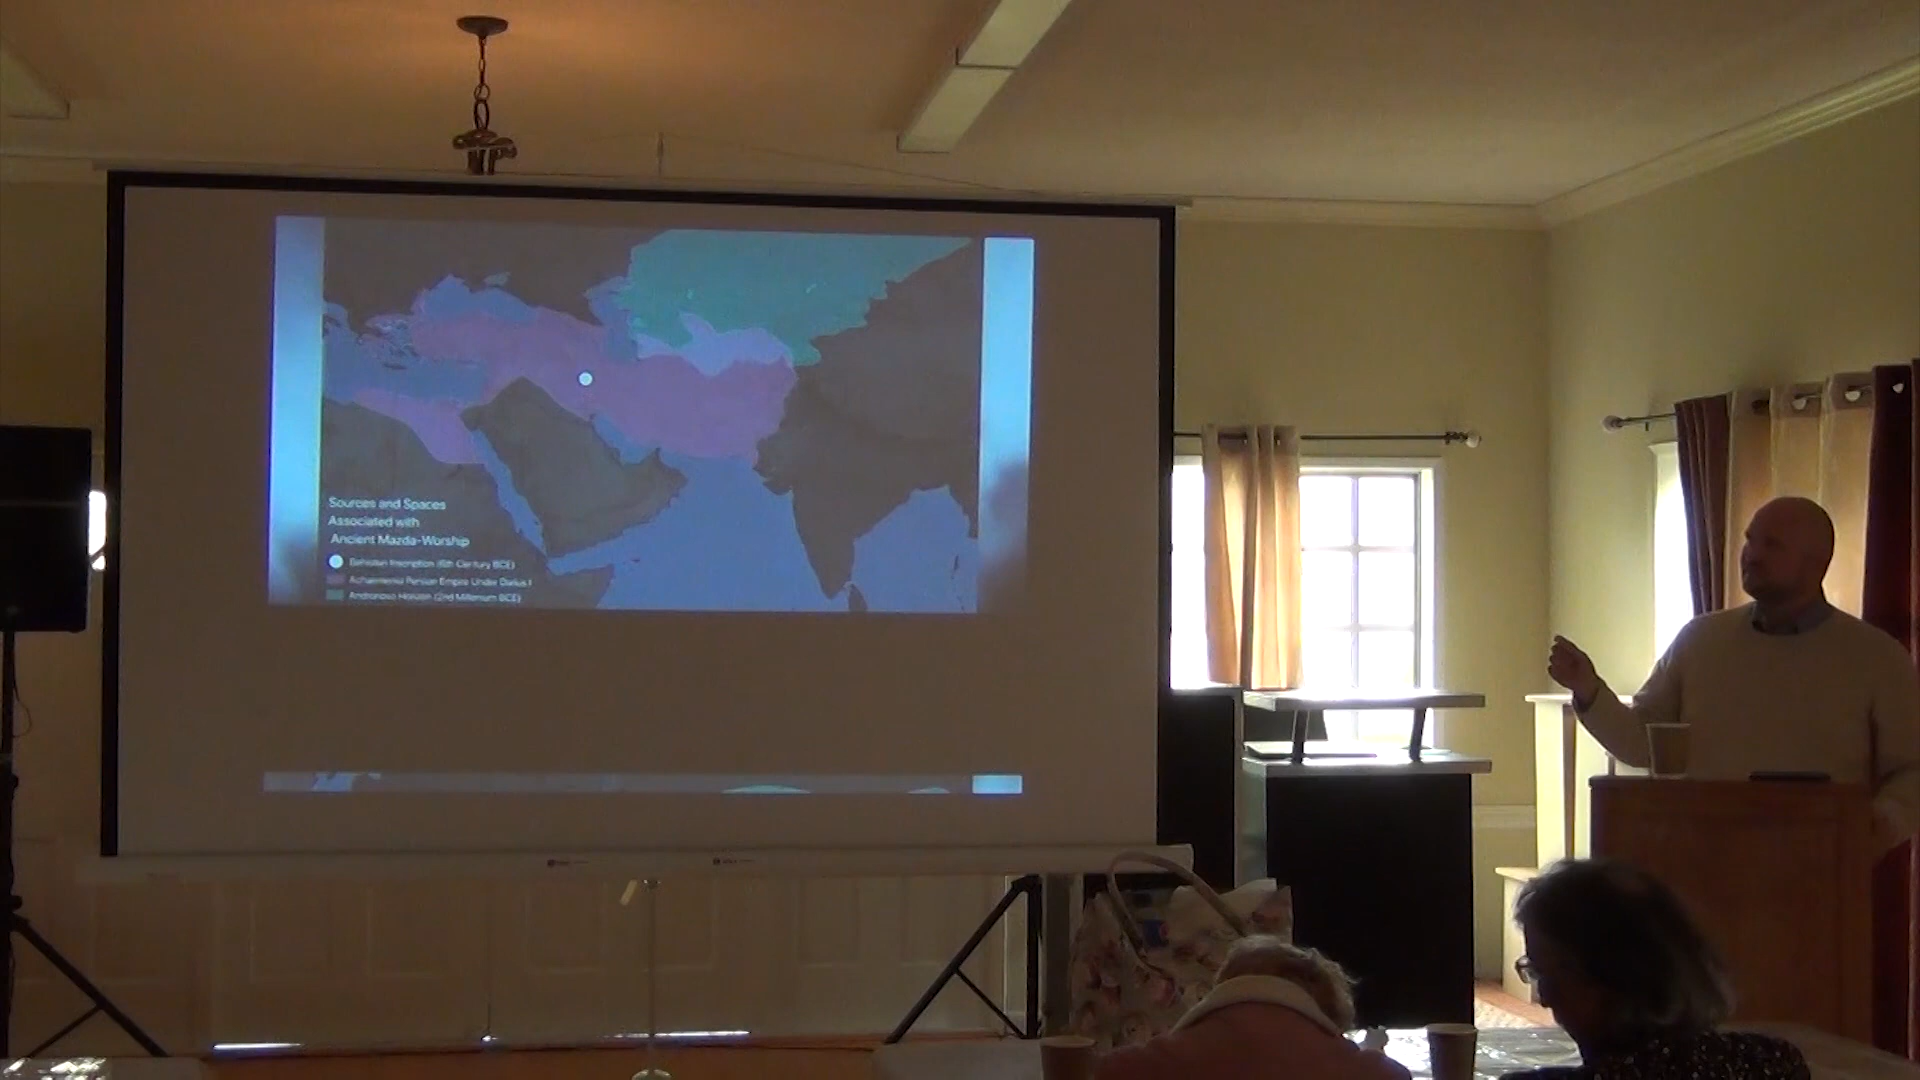 Sources and Spaces
Associated with
Ancient Mazda-Worship
Behistun Inscription (6th Century BCE)
Achaemenid Persian Empire Under Darius I
Andronovo Horizon (2nd Millenium BCE)